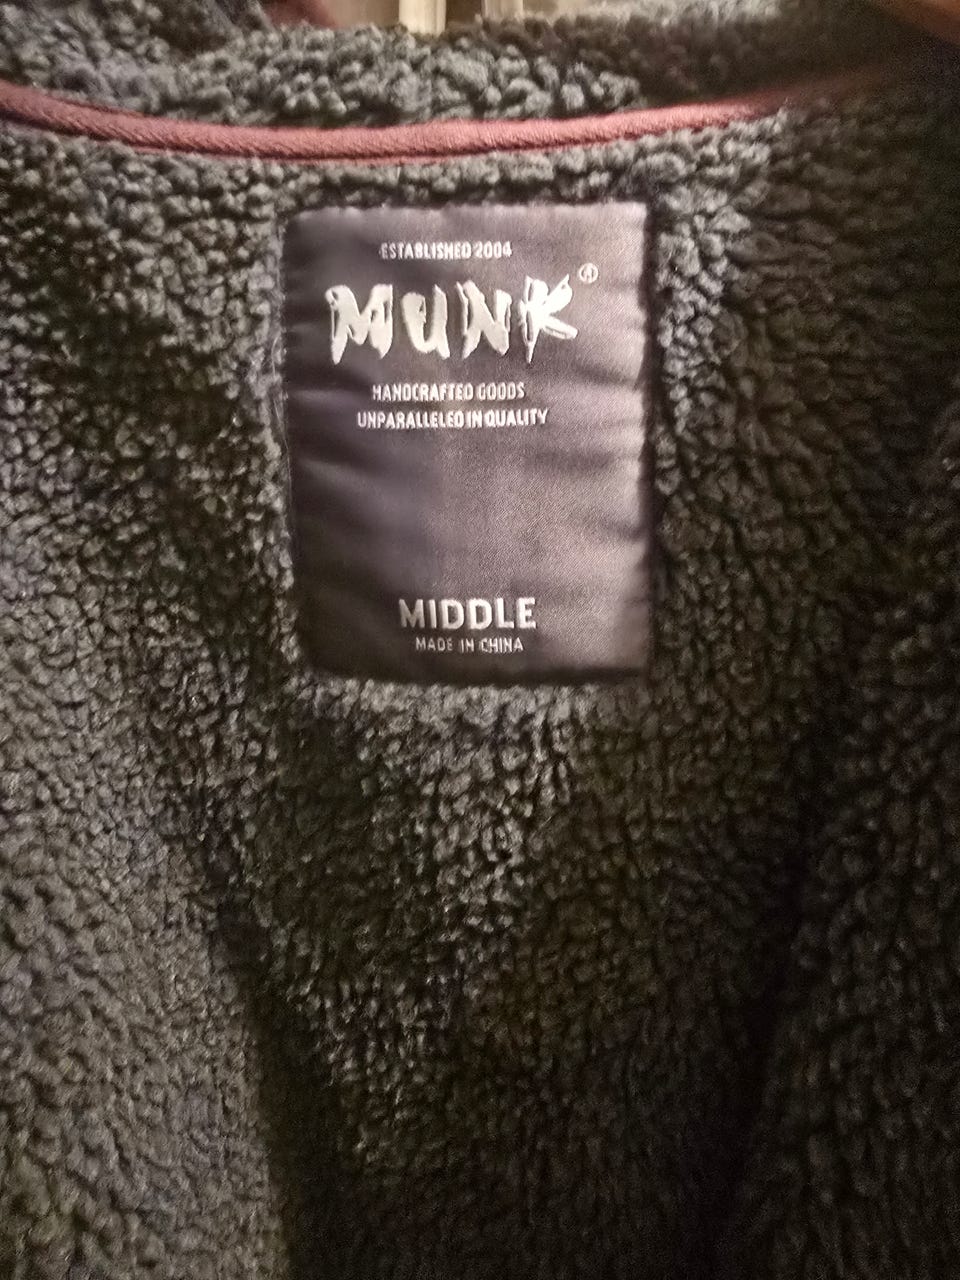 ESTABLISHED 2004
MUNK®
HANDCRAFTED GOODS
UNPARALLELED IN QUALITY
MIDDLE
MADE IN CHINA